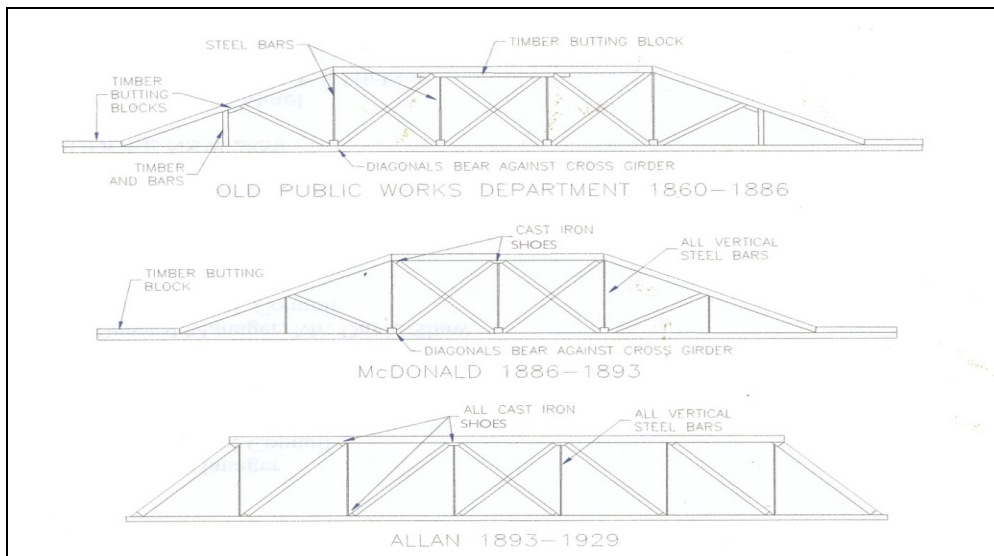 STEEL BARS
TIMBER BUTTING BLOCK
TIMBER
BUTTING
BLOCKS
TIMBER
AND BARS
DIAGONALS BEAR AGAINST CROSS GIRDER
OLD PUBLIC WORKS DEPARTMENT 1860-1886
CAST IRON
SHOES
ALL VERTICAL
STEEL BARS
TIMBER BUTTING
BLOCK
DIAGONALS BEAR AGAINST CROSS GIRDER
McDONALD 1886-1893
ALL CAST IRON
SHOES
ALL VERTICAL
STEEL BARS
ALLAN 1893-1929